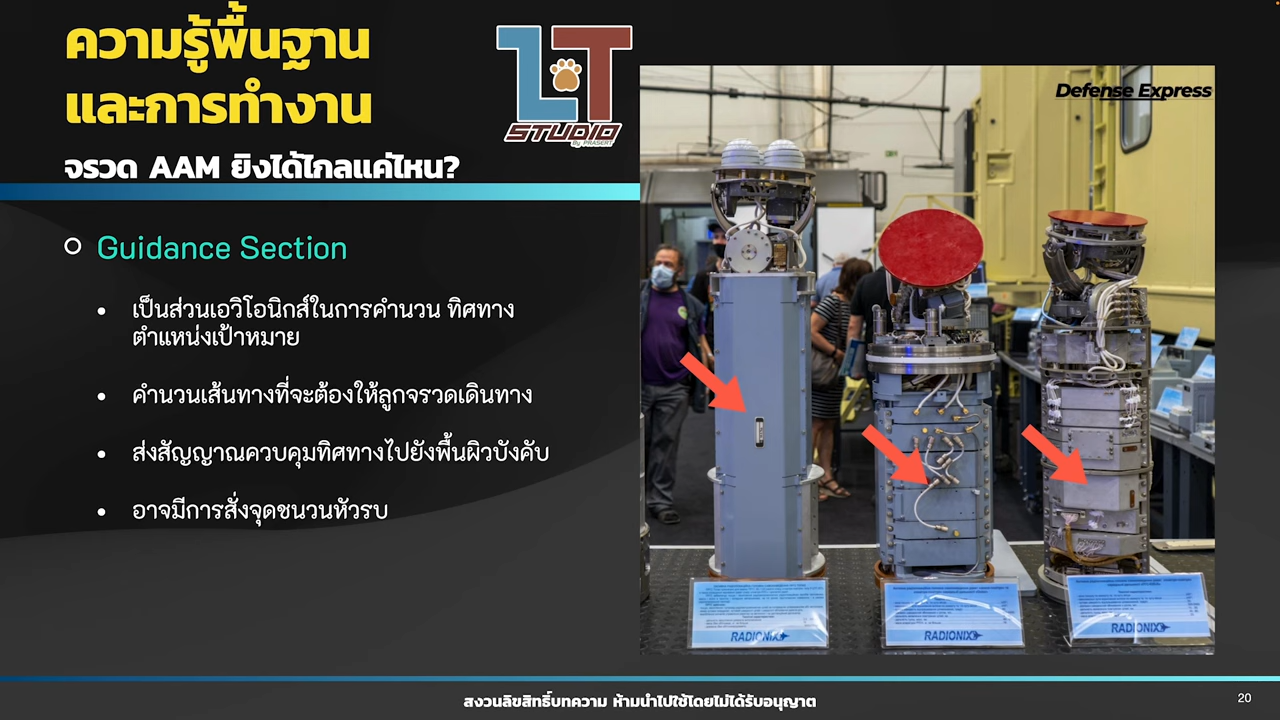 ความรู้พื้นฐาน
และการทำงาน
จรวด AAM ยิงได้ไกลแค่ไหน?
LT
STUDIO
By PRASERT
Defense Express
Guidance Section
เป็นส่วนเอวิโอนิกส์ในการคำนวน ทิศทาง
ตำแหน่งเป้าหมาย
คำนวนเส้นทางที่จะต้องให้ลูกจรวดเดินทาง
ส่งสัญญาณควบคุมทิศทางไปยังพื้นผิวบังคับ
อาจมีการสั่งจุดชนวนหัวรบ
RADIONIX
RADIONIX
RADIONIX
สงวนลิขสิทธิ์บทความ ห้ามนำไปใช้โดยไม่ได้รับอนุญาต
20